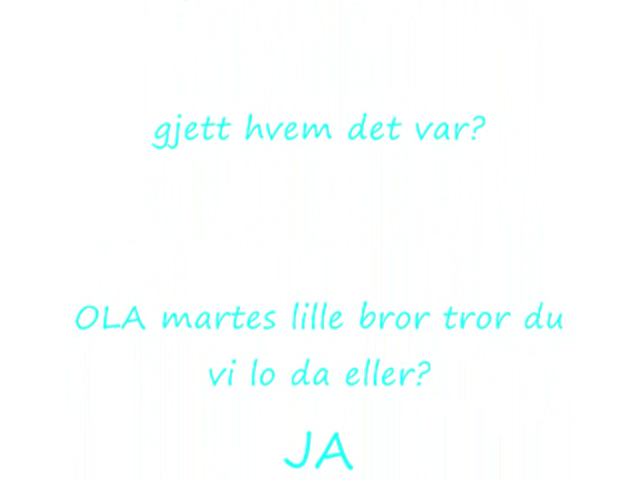 gjett hvem det var?
OLA martes lille bror tror du
vi lo da eller?
JA